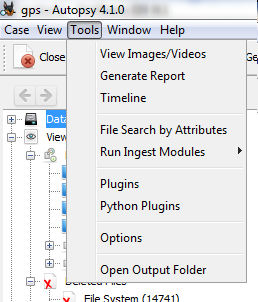 gps - Autopsy 4.1.0
Case View Tools Window Help
Close
Ge
View Images/Videos
Generate Report
Timeline
Data
File Search by Attributes
View
Run Ingest Modules
Plugins
Python Plugins
Options
Deleted Files
Open Output Folder
File System (14741)